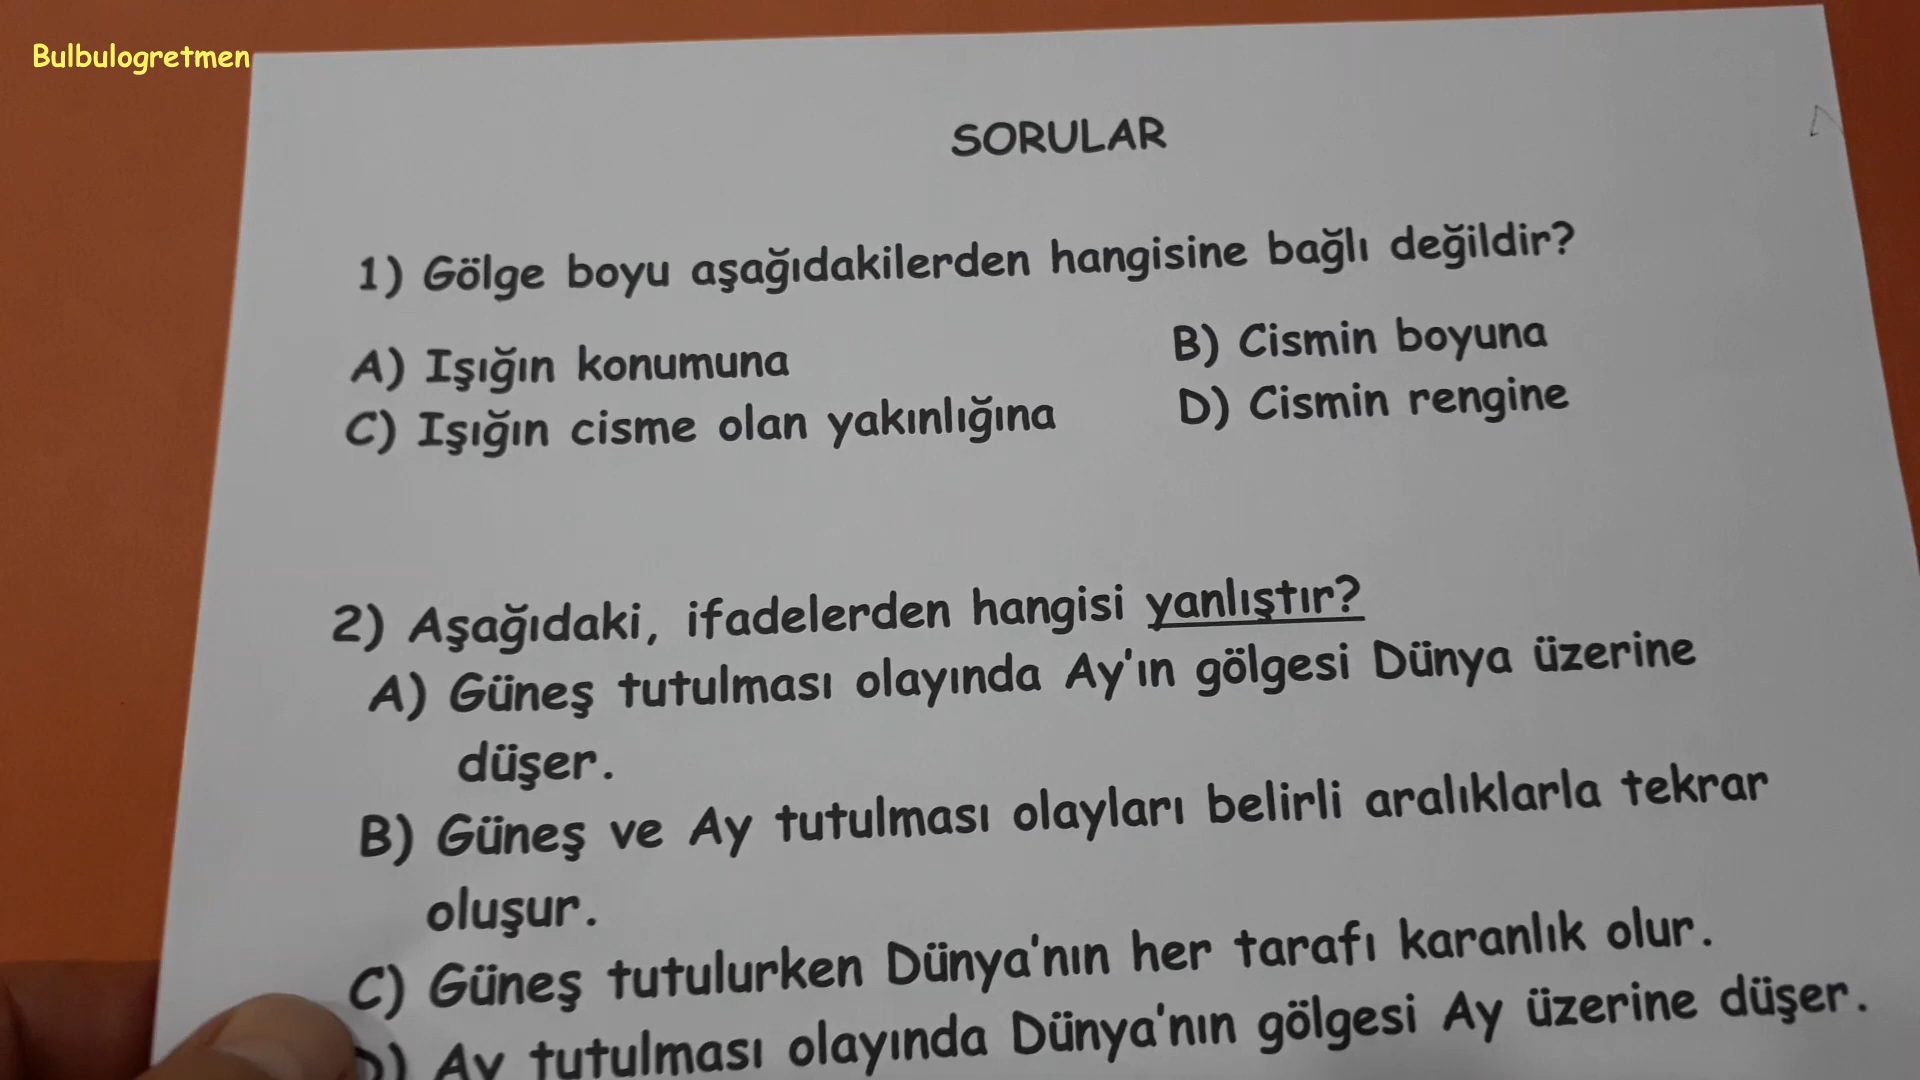 Bulbulogretmen
SORULAR
1) Gölge boyu aşağıdakilerden hangisine bağlı değildir?
A) Işığın konumuna B) Cismin boyuna
C) Işığın cisme olan yakınlığına D) Cismin rengine
2) Aşağıdaki, ifadelerden hangisi yanlıştır?
A) Güneş tutulması olayında Ay'ın gölgesi Dünya üzerine
düşer.
B) Güneş ve Ay tutulması olayları belirli aralıklarla tekrar
oluşur.
C) Güneş tutulurken Dünya'nın her tarafı karanlık olur.
D) Ay tutulması olayında Dünya'nın gölgesi Ay üzerine düşer.